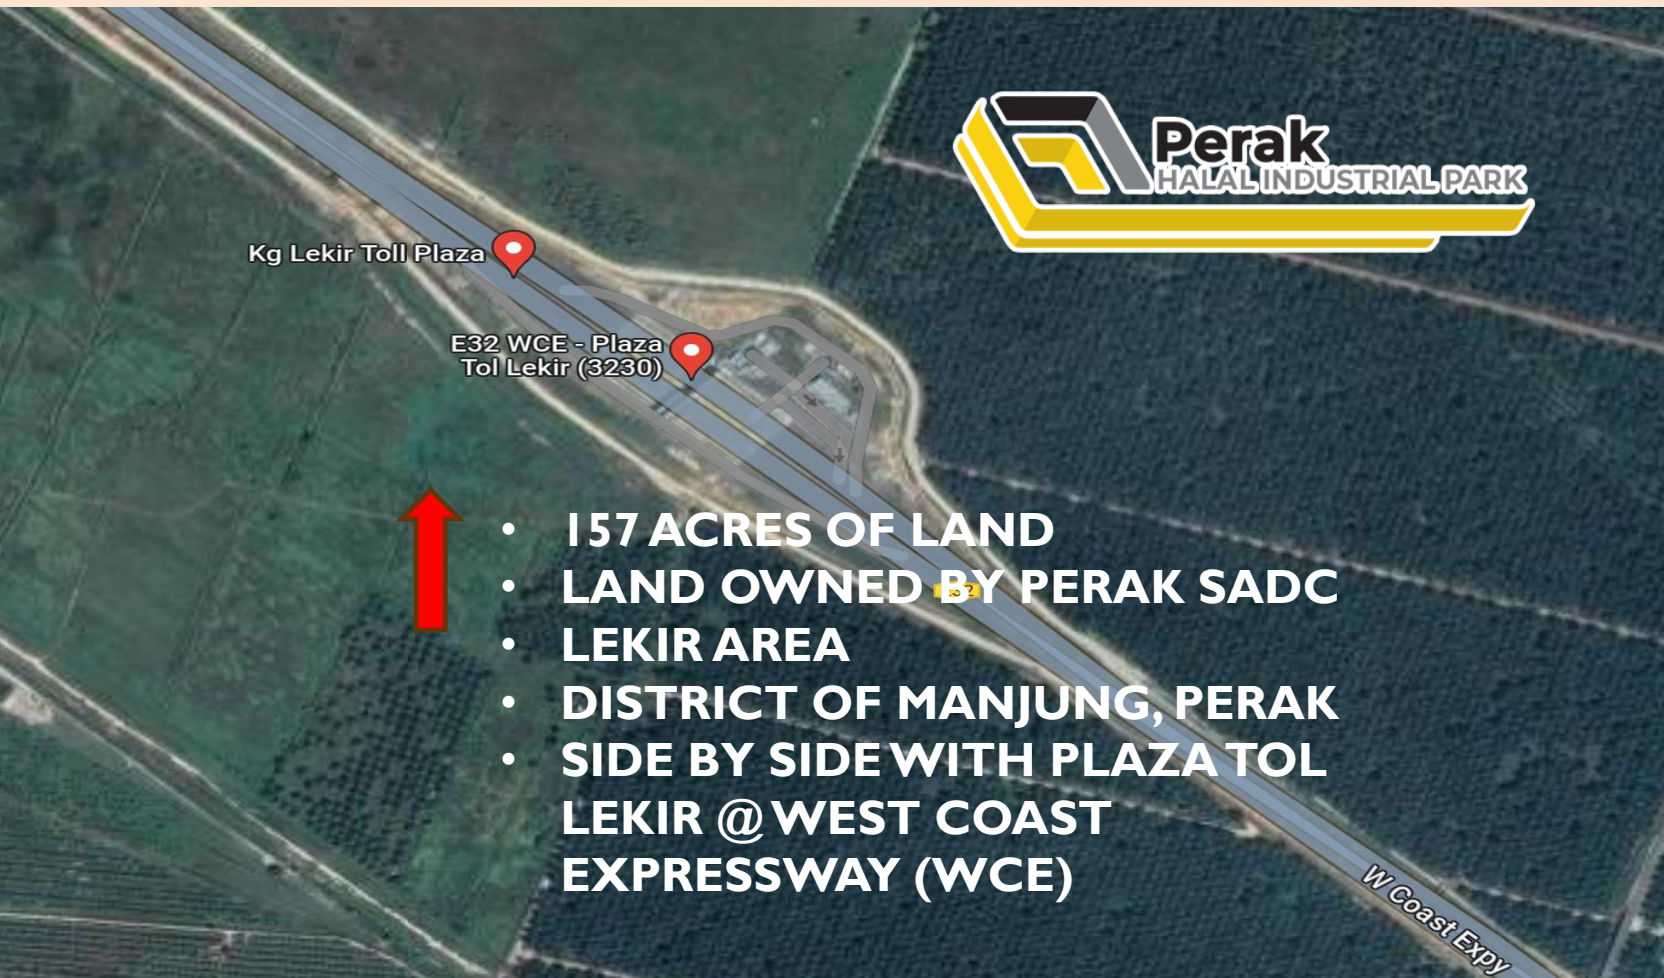 Perak
HALAL INDUSTRIAL PARK
Kg Lekir Toll Plaza
E32 WCE - Plaza
Tol Lekir (3230)
• 157 ACRES OF LAND
• LAND OWNED BY PERAK SADC
• LEKIR AREA
• DISTRICT OF MANJUNG, PERAK
• SIDE BY SIDE WITH PLAZA TOL
LEKIR @ WEST COAST
EXPRESSWAY (WCE)
W Coast Expy